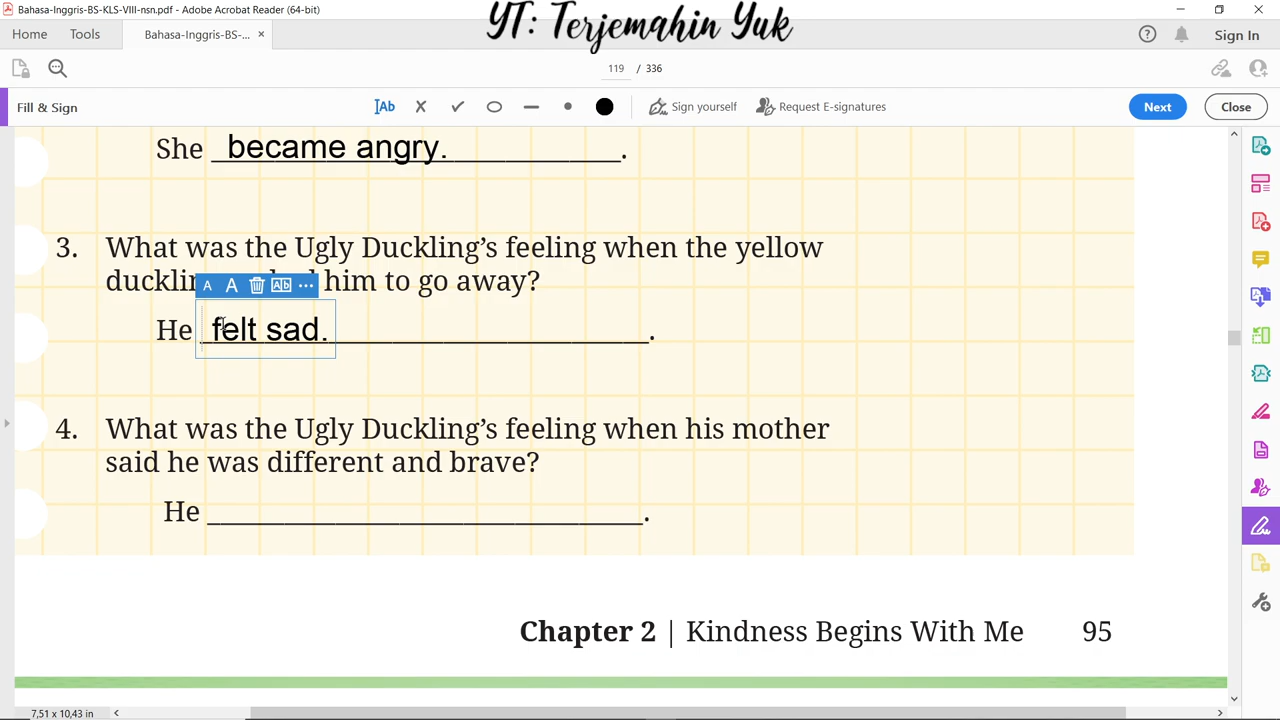 Bahasa-Inggris-BS-KLS-VIII-nsn.pdf - Adobe Acrobat Reader (64-bit)
YT: Terjemahin Yuk
Home Tools Bahasa-Inggris-BS-... × Sign In
119 / 336
Fill & Sign Ab Sign yourself Request E-signatures Next Close
She became angry. .
3. What was the Ugly Duckling's feeling when the yellow
him to go away?
A A Ab ...
He felt sad. .
4. What was the Ugly Duckling's feeling when his mother
said he was different and brave?
He .
Chapter 2 | Kindness Begins With Me 95
7,51 x 10,43 in